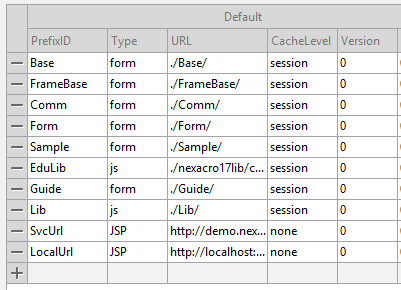 Default
PrefixID Type URL CacheLevel Version
Base form ./Base/ session 0
FrameBase form ./FrameBase/ session 0
Comm form ./Comm/ session 0
Form form ./Form/ session 0
Sample form ./Sample/ session 0
EduLib js ./nexacro17lib/c... session 0
Guide form ./Guide/ session 0
Lib js ./Lib/ session 0
SvcUrl JSP http://demo.nex... none 0
LocalUrl JSP http://localhost:... none 0